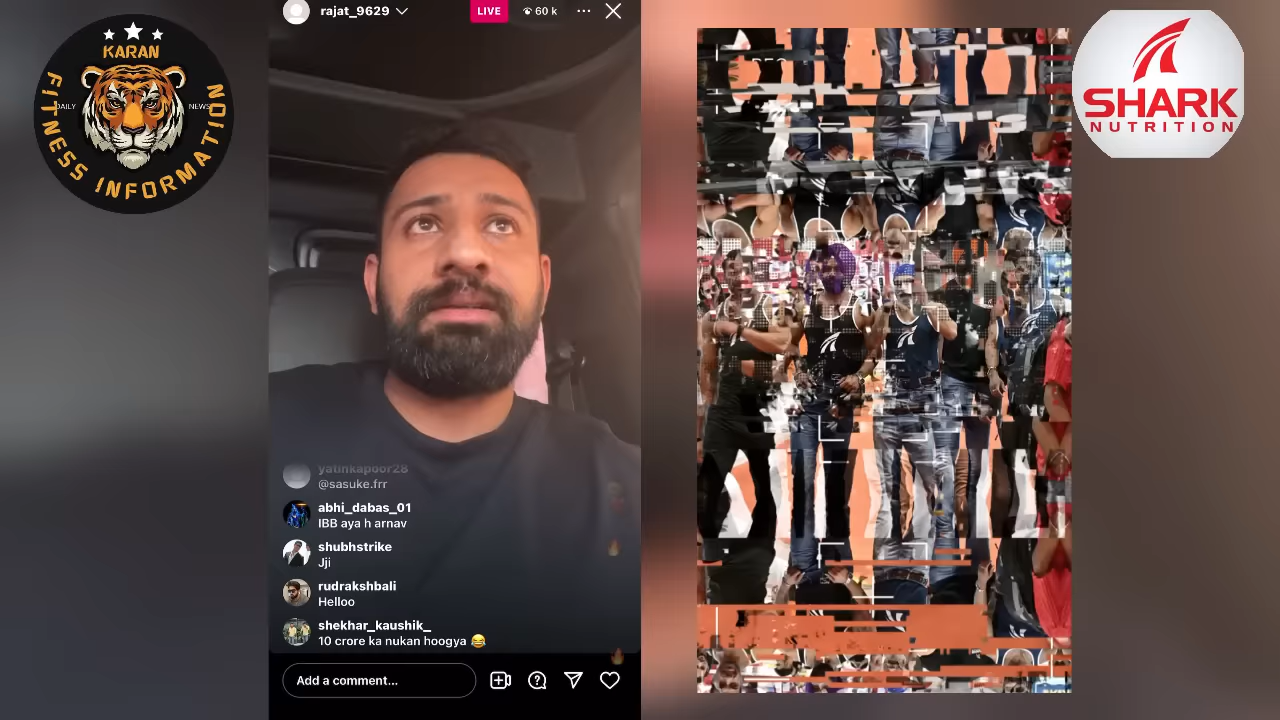 KARAN
FITNESS INFORMATION
DAILY
NEWS
rajat_9629
LIVE
60 k
yatinkapoor28
@sasuke.frr
abhi_dabas_01
IBB aya h arnav
shubhstrike
Jji
rudrakshbali
Helloo
shekhar_kaushik_
10 crore ka nukan hoogya 😂
Add a comment...
SHARK
NUTRITION